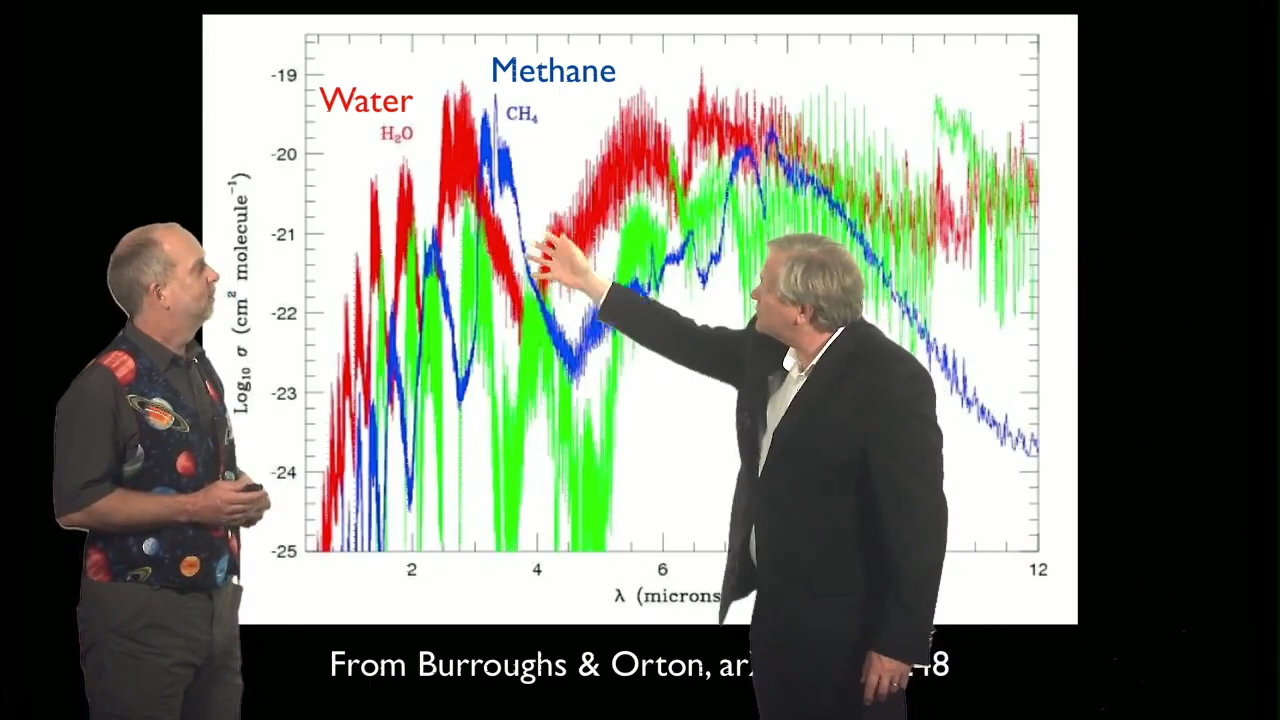 Methane
Water
CH₄
H₂O
-19
-20
-21
-22
-23
-24
-25
Log₁₀ σ (cm² molecule⁻¹)
2 4 6 12
λ (microns
From Burroughs & Orton,